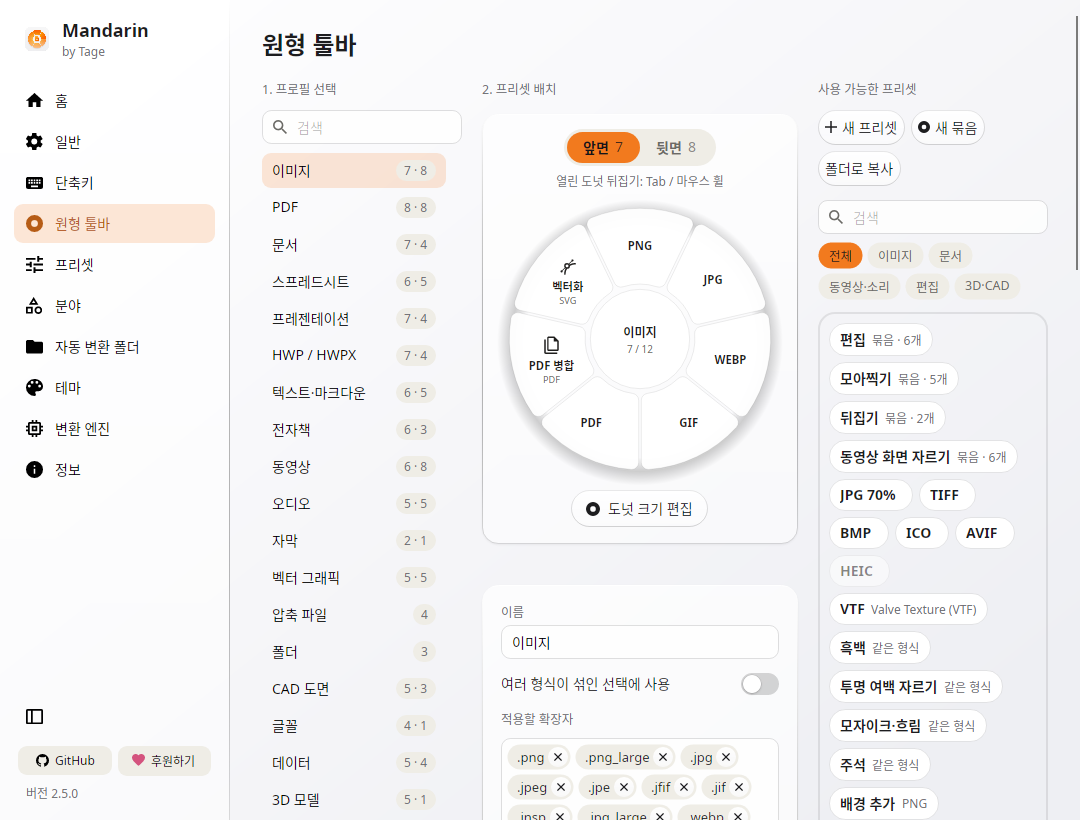 Mandarin
by Tage
홈
일반
단축키
원형 툴바
프리셋
분야
자동 변환 폴더
테마
변환 엔진
정보
GitHub
후원하기
버전 2.5.0
원형 툴바
1. 프로필 선택
검색
이미지 7 · 8
PDF 8 · 8
문서 7 · 4
스프레드시트 6 · 5
프레젠테이션 7 · 4
HWP / HWPX 7 · 4
텍스트·마크다운 6 · 5
전자책 6 · 3
동영상 6 · 8
오디오 5 · 5
자막 2 · 1
벡터 그래픽 5 · 5
압축 파일 4
폴더 3
CAD 도면 5 · 3
글꼴 4 · 1
데이터 5 · 4
3D 모델 5 · 1
2. 프리셋 배치
앞면 7 뒷면 8
열린 도넛 뒤집기: Tab / 마우스 휠
PNG
JPG
WEBP
GIF
PDF
PDF 병합
PDF
벡터화
SVG
이미지
7 / 12
도넛 크기 편집
이름
이미지
여러 형식이 섞인 선택에 사용
적용할 확장자
.png .png_large .jpg
.jpeg .jpe .jfif .jif
.insp .jpg_large .webp
사용 가능한 프리셋
새 프리셋 새 묶음
폴더로 복사
검색
전체 이미지 문서
동영상·소리 편집 3D·CAD
편집 묶음 · 6개
모아찍기 묶음 · 5개
뒤집기 묶음 · 2개
동영상 화면 자르기 묶음 · 6개
JPG 70% TIFF
BMP ICO AVIF
HEIC
VTF Valve Texture (VTF)
흑백 같은 형식
투명 여백 자르기 같은 형식
모자이크·흐림 같은 형식
주석 같은 형식
배경 추가 PNG